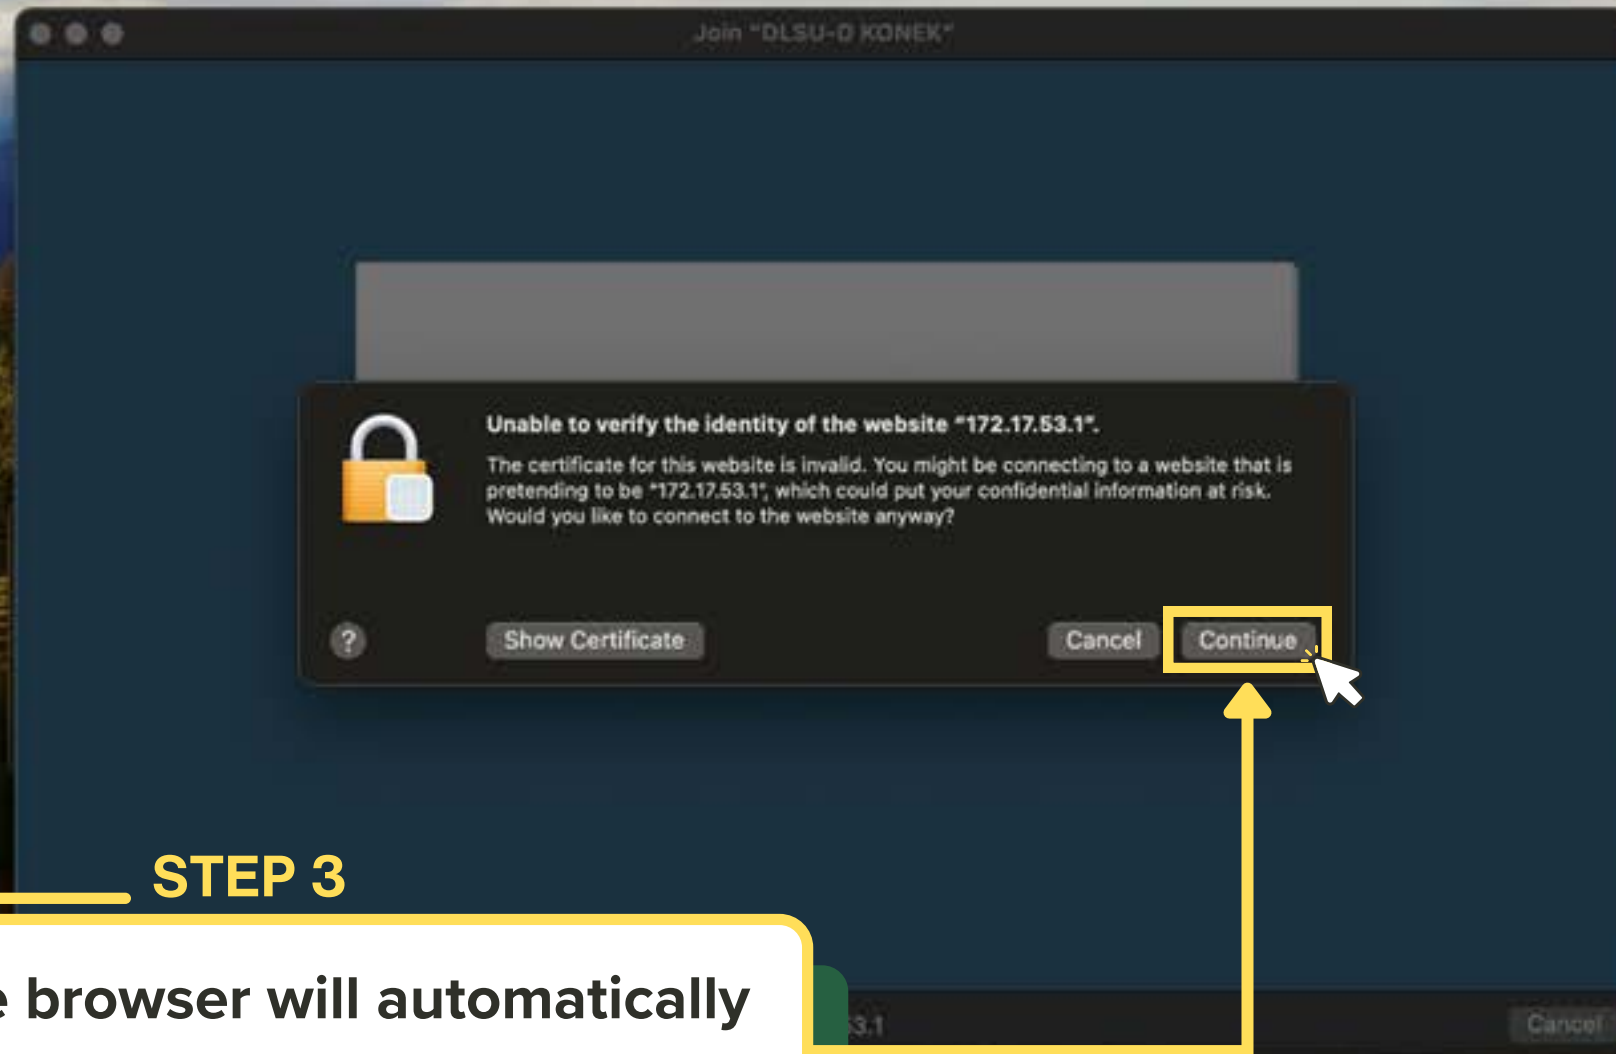 Join "DLSU-D KONEK"
Unable to verify the identity of the website "172.17.53.1".
The certificate for this website is invalid. You might be connecting to a website that is
pretending to be "172.17.53.1", which could put your confidential information at risk.
Would you like to connect to the website anyway?
?
Show Certificate
Cancel
Continue
STEP 3
browser will automatically
3.1
Cancel